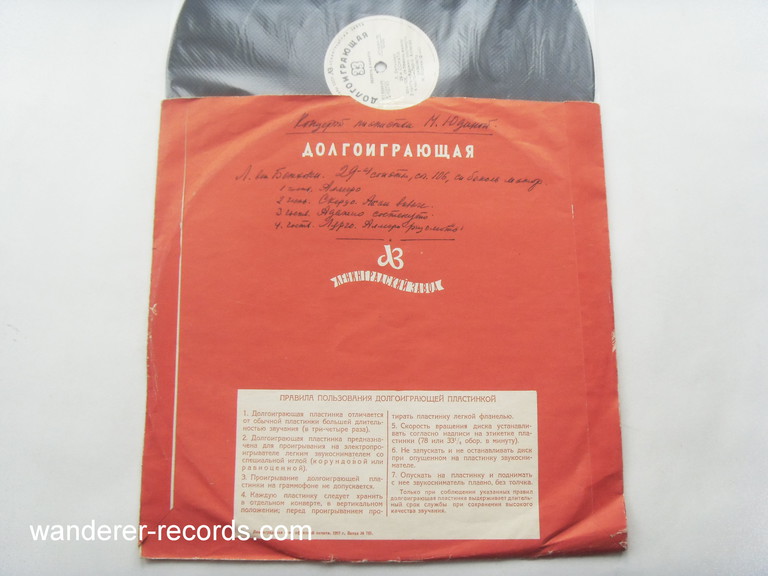 ДОЛГОИГРАЮЩАЯ
33
Концерт пианистки М. Юдиной.
ДОЛГОИГРАЮЩАЯ
Л. ван Бетховен. 29-я соната, соч. 106, си бемоль мажор.
1 часть. Аллегро
2 часть. Скерцо. Ассаи виваче.
3 часть. Адажио состенуто.
4 часть. Ларго. Аллегро
ЛЗ
ЛЕНИНГРАДСКИЙ ЗАВОД
ПРАВИЛА ПОЛЬЗОВАНИЯ ДОЛГОИГРАЮЩЕЙ ПЛАСТИНКОЙ
1. Долгоиграющая пластинка отличается
от обычной пластинки большей длитель-
ностью звучания (в три-четыре раза).
2. Долгоиграющая пластинка предназна-
чена для проигрывания на электропро-
игрывателе легким звукоснимателем со
специальной иглой (корундовой или
равноценной).
3. Проигрывание долгоиграющей плас-
тинки на граммофоне не допускается.
4. Каждую пластинку следует хранить
в отдельном конверте, в вертикальном
положении; перед проигрыванием про-
тирать пластинку легкой фланелью.
5. Скорость вращения диска устанавли-
вать согласно надписи на этикетке пла-
стинки (78 или 33⅓ обор. в минуту).
6. Не запускать и не останавливать диск
при опущенном на пластинку звукосни-
мателе.
7. Опускать на пластинку и поднимать
с нее звукосниматель плавно, без толчка.
Только при соблюдении указанных правил
долгоиграющая пластинка выдерживает длитель-
ный срок службы при сохранении высокого
качества звучания.
wanderer-records.com